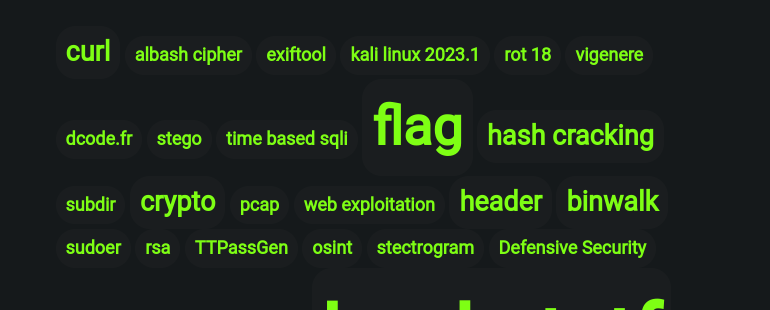 curl albash cipher exiftool kali linux 2023.1 rot 18 vigenere
dcode.fr stego time based sqli flag hash cracking
subdir crypto pcap web exploitation header binwalk
sudoer rsa TTPassGen osint stectrogram Defensive Security